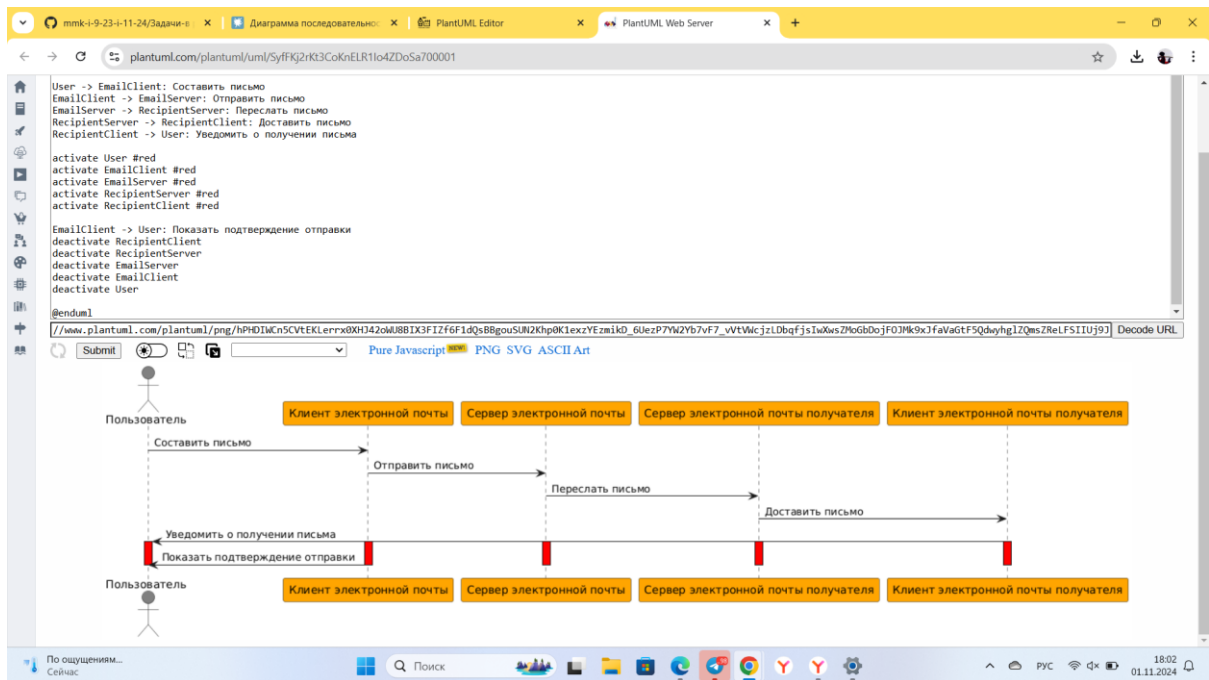 mmk-i-9-23-i-11-24/Задачи-в
Диаграмма последовательнос
PlantUML Editor
PlantUML Web Server
plantuml.com/plantuml/uml/SyfFKj2rKt3CoKnELR1Io4ZDoSa700001
User -> EmailClient: Составить письмо
EmailClient -> EmailServer: Отправить письмо
EmailServer -> RecipientServer: Переслать письмо
RecipientServer -> RecipientClient: Доставить письмо
RecipientClient -> User: Уведомить о получении письма
activate User #red
activate EmailClient #red
activate EmailServer #red
activate RecipientServer #red
activate RecipientClient #red
EmailClient -> User: Показать подтверждение отправки
deactivate RecipientClient
deactivate RecipientServer
deactivate EmailServer
deactivate EmailClient
deactivate User
@enduml
Decode URL
Submit
Pure Javascript NEW! PNG SVG ASCII Art
Пользователь
Клиент электронной почты
Сервер электронной почты
Сервер электронной почты получателя
Клиент электронной почты получателя
Составить письмо
Отправить письмо
Переслать письмо
Доставить письмо
Уведомить о получении письма
Показать подтверждение отправки
Пользователь
Клиент электронной почты
Сервер электронной почты
Сервер электронной почты получателя
Клиент электронной почты получателя
По ощущениям...
Сейчас
Поиск
РУС
18:02
01.11.2024